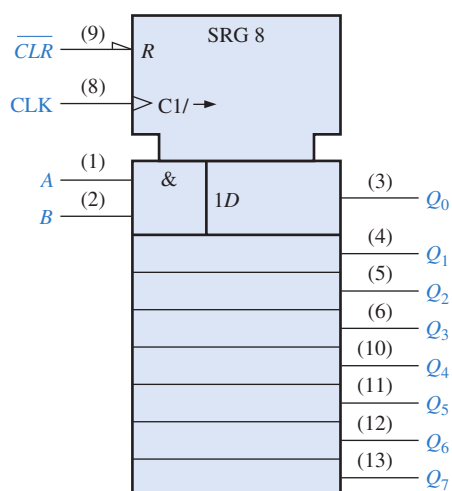 (9) SRG 8
C̅L̅R̅ R
(8)
CLK C1/ →
(1)
A & (3)
(2) 1D Q₀
B
(4)
Q₁
(5)
Q₂
(6)
Q₃
(10)
Q₄
(11)
Q₅
(12)
Q₆
(13)
Q₇